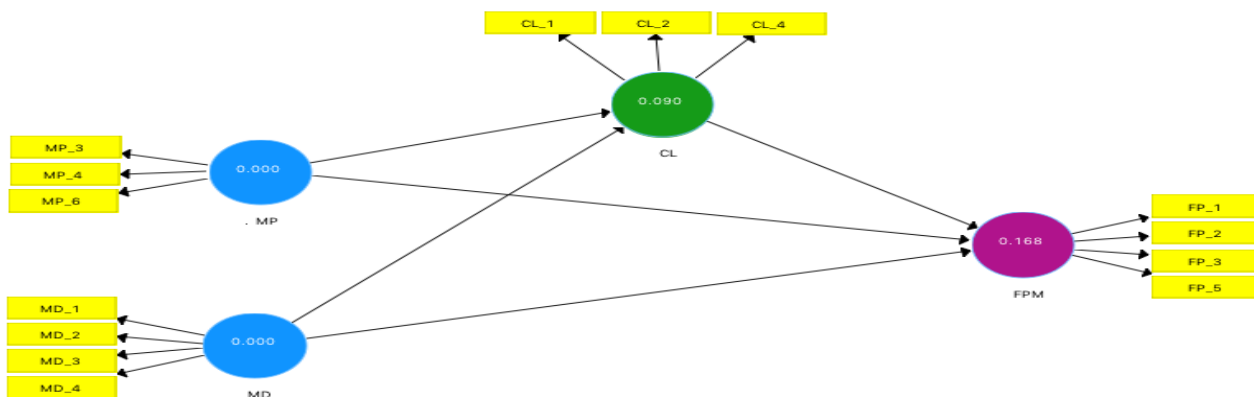 CL_1 CL_2 CL_4
0.090
CL
MP_3
MP_4
MP_6
0.000
. MP
FP_1
FP_2
FP_3
FP_5
0.168
FPM
MD_1
MD_2
MD_3
MD_4
0.000
MD